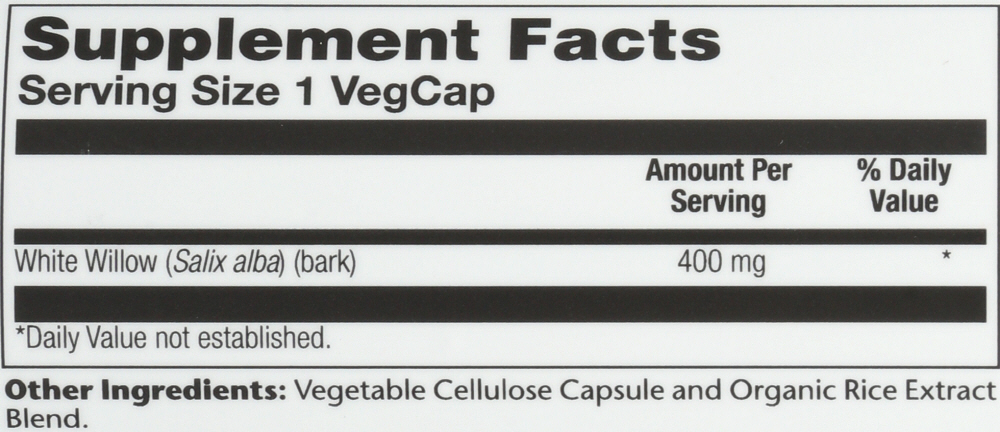 Supplement Facts
Serving Size 1 VegCap
Amount Per % Daily
Serving Value
White Willow (Salix alba) (bark) 400 mg *
*Daily Value not established.
Other Ingredients: Vegetable Cellulose Capsule and Organic Rice Extract
Blend.